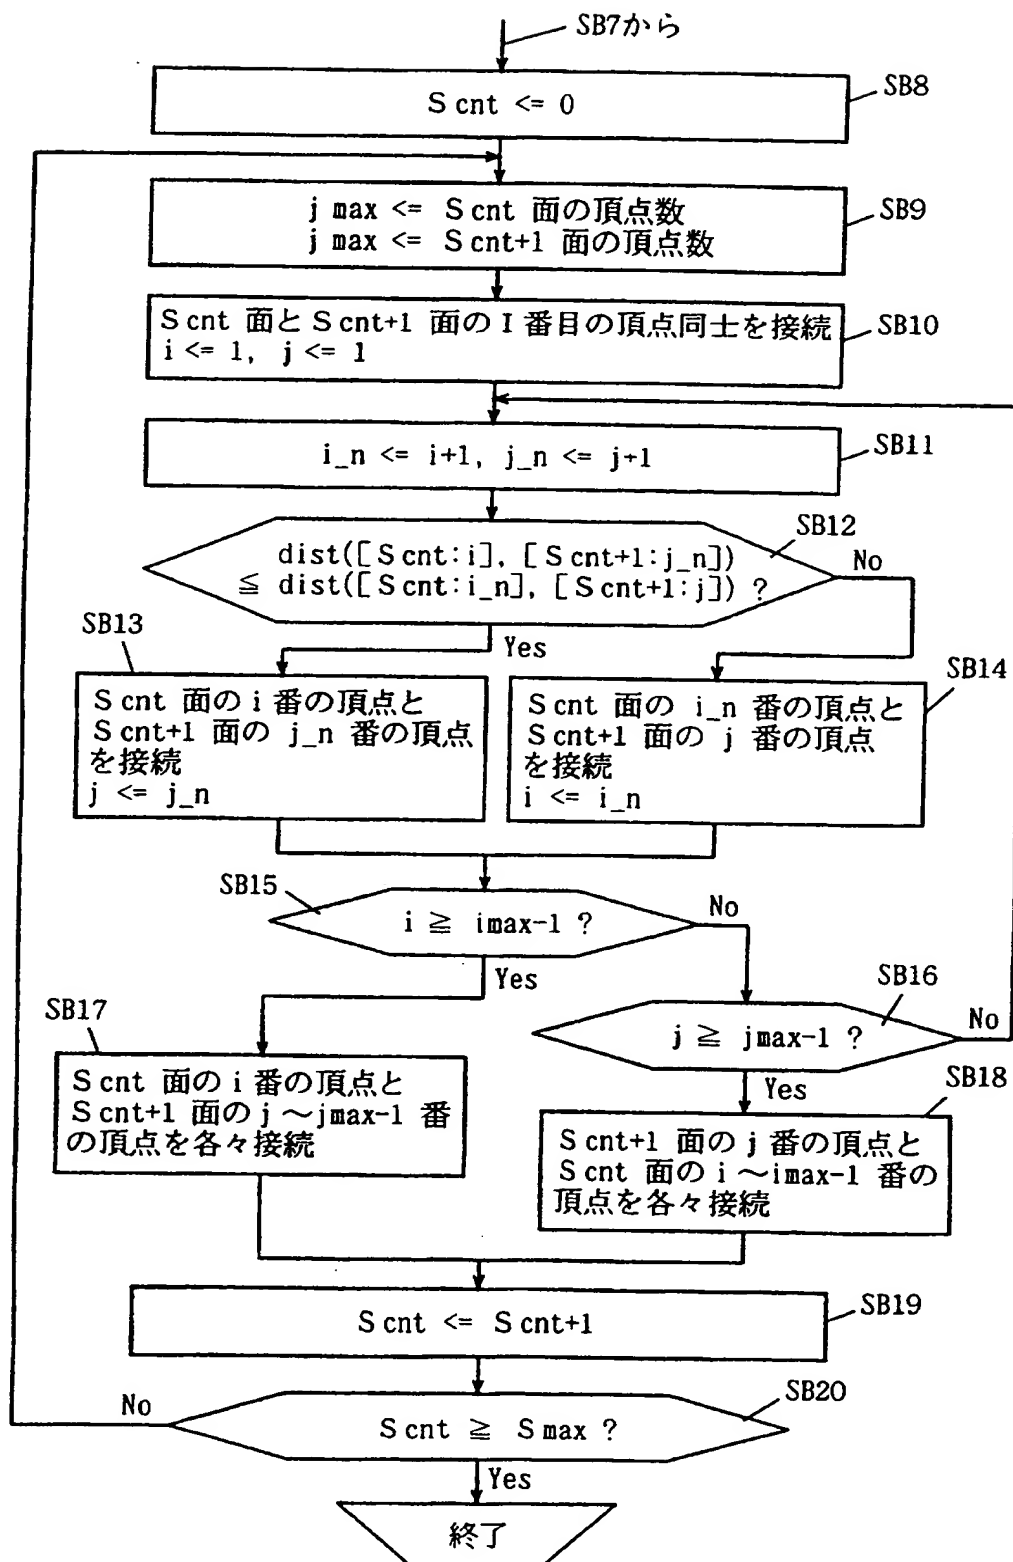 SB7から
SB8
S cnt <= 0
j max <= S cnt 面の頂点数
j max <= S cnt+1 面の頂点数
SB9
S cnt 面と S cnt+1 面の I 番目の頂点同士を接続
i <= 1, j <= 1
SB10
i_n <= i+1, j_n <= j+1
SB11
SB12
dist([S cnt:i], [S cnt+1:j_n])
≦ dist([S cnt:i_n], [S cnt+1:j]) ?
No
Yes
SB13
S cnt 面の i 番の頂点と
S cnt+1 面の j_n 番の頂点
を接続
j <= j_n
SB14
S cnt 面の i_n 番の頂点と
S cnt+1 面の j 番の頂点
を接続
i <= i_n
SB15
i ≧ imax-1 ?
No
Yes
SB16
j ≧ jmax-1 ?
No
Yes
SB17
S cnt 面の i 番の頂点と
S cnt+1 面の j ～jmax-1 番
の頂点を各々接続
SB18
S cnt+1 面の j 番の頂点と
S cnt 面の i ～imax-1 番の
頂点を各々接続
S cnt <= S cnt+1
SB19
SB20
No
S cnt ≧ S max ?
Yes
終了